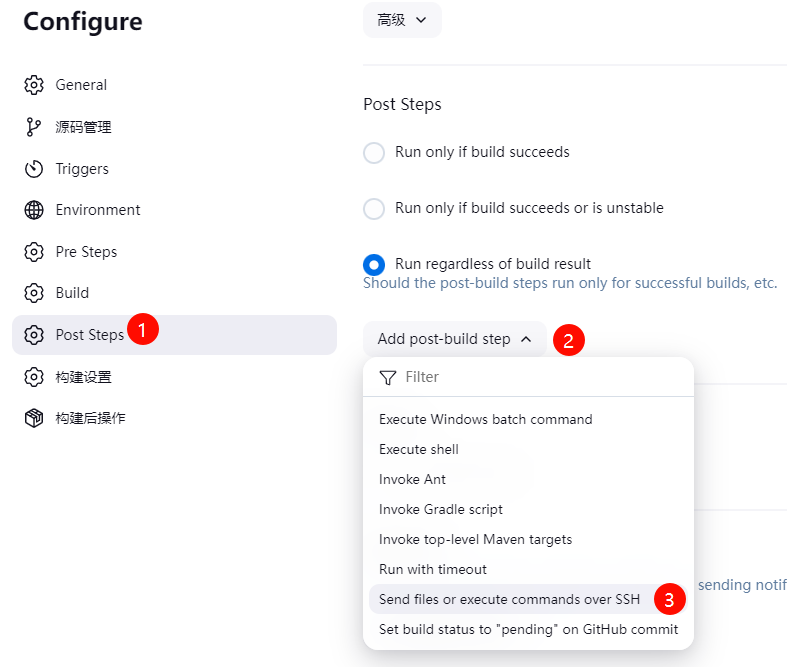 Configure
General
源码管理
Triggers
Environment
Pre Steps
Build
Post Steps
1
构建设置
构建后操作
高级
Post Steps
Run only if build succeeds
Run only if build succeeds or is unstable
Run regardless of build result
Should the post-build steps run only for successful builds, etc.
Add post-build step
2
Filter
Execute Windows batch command
Execute shell
Invoke Ant
Invoke Gradle script
Invoke top-level Maven targets
Run with timeout
Send files or execute commands over SSH
3
Set build status to "pending" on GitHub commit
sending notif